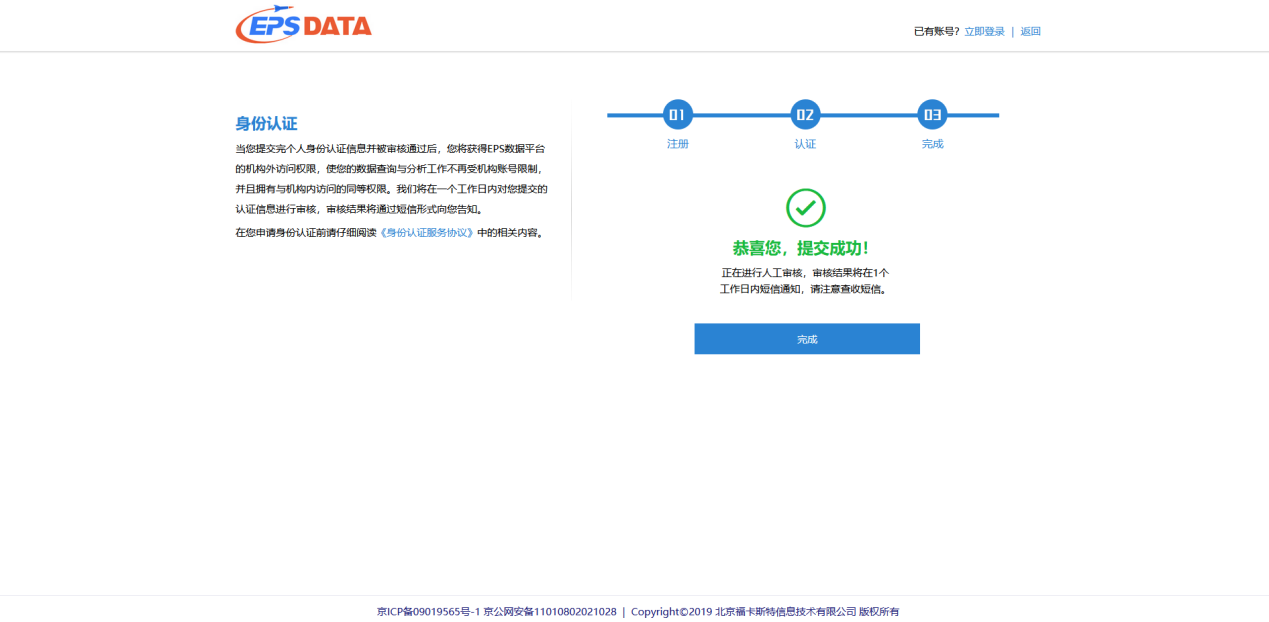 EPSDATA
已有账号? 立即登录 | 返回
身份认证
当您提交完个人身份认证信息并被审核通过后，您将获得EPS数据平台
的机构外访问权限，使您的数据查询与分析工作不再受机构账号限制，
并且拥有与机构内访问的同等权限。我们将在一个工作日内对您提交的
认证信息进行审核，审核结果将通过短信形式向您告知。
在您申请身份认证前请仔细阅读《身份认证服务协议》中的相关内容。
01 02 03
注册 认证 完成
恭喜您，提交成功！
正在进行人工审核，审核结果将在1个
工作日内短信通知，请注意查收短信。
完成
京ICP备09019565号-1 京公网安备11010802021028 | Copyright©2019 北京福卡斯特信息技术有限公司 版权所有